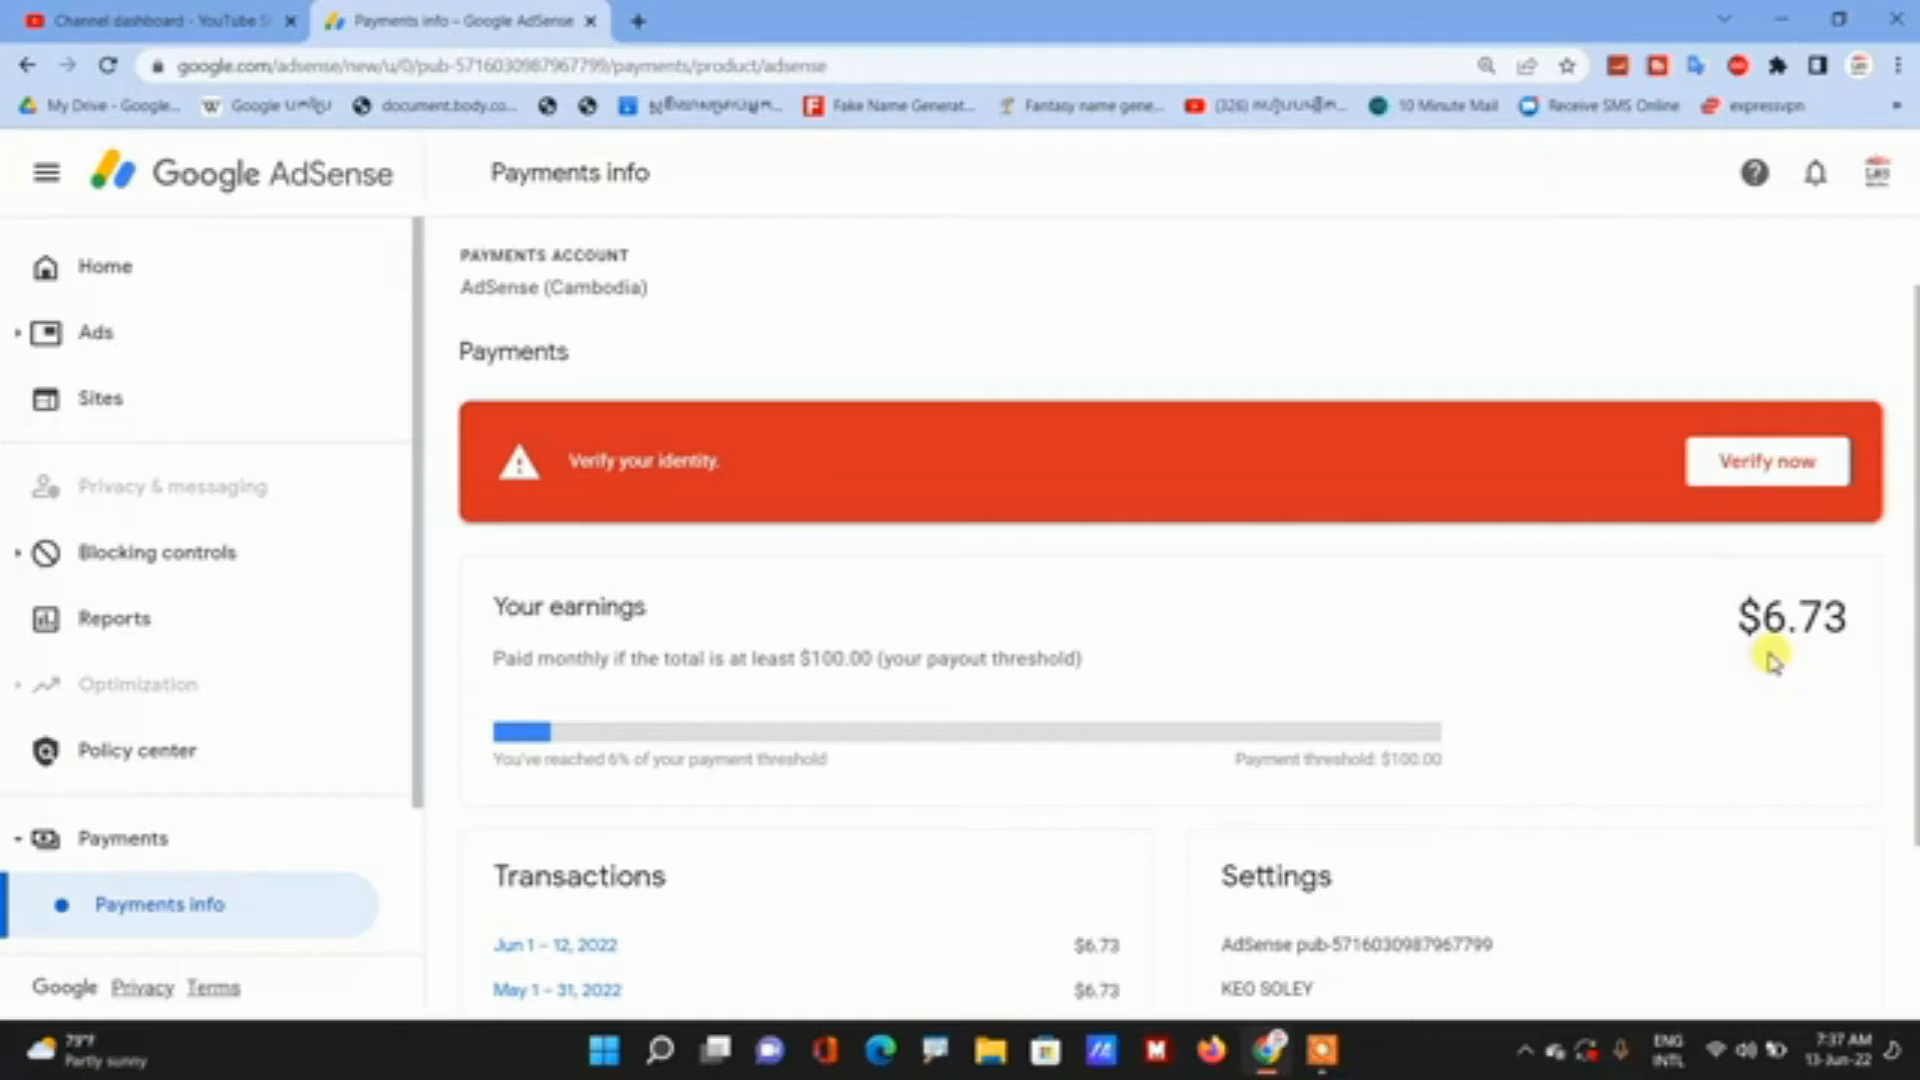 Channel dashboard - YouTube S
Payments info – Google AdSense
google.com/adsense/new/u/0/pub-5716030987967799/payments/product/adsense
My Drive - Google...
Google
document.body.co...
Fake Name Generat...
Fantasy name gene...
(326)
10 Minute Mail
Receive SMS Online
expressvpn
Google AdSense
Payments info
Home
Ads
Sites
Privacy & messaging
Blocking controls
Reports
Optimization
Policy center
Payments
Payments info
Google Privacy Terms
PAYMENTS ACCOUNT
AdSense (Cambodia)
Payments
Verify your identity.
Verify now
Your earnings
$6.73
Paid monthly if the total is at least $100.00 (your payout threshold)
You've reached 6% of your payment threshold
Payment threshold: $100.00
Transactions
Jun 1 – 12, 2022 $6.73
May 1 – 31, 2022 $6.73
Settings
AdSense pub-5716030987967799
KEO SOLEY
79°F
Partly sunny
ENG
INTL
7:37 AM
13-Jun-22